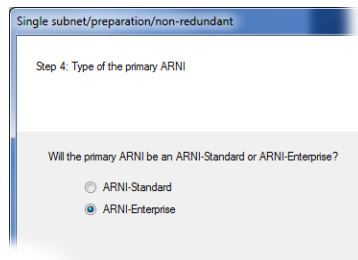 Single subnet/preparation/non-redundant
Step 4: Type of the primary ARNI
Will the primary ARNI be an ARNI-Standard or ARNI-Enterprise?
ARNI-Standard
ARNI-Enterprise